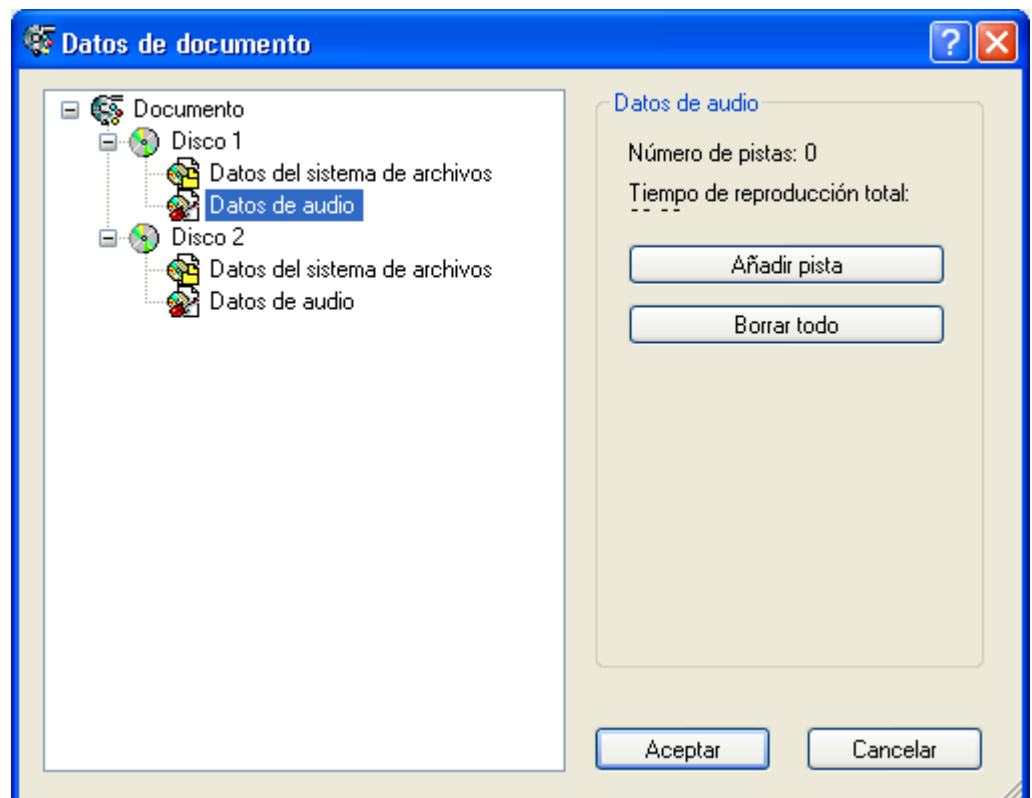 Datos de documento
Documento
Disco 1
Datos del sistema de archivos
Datos de audio
Disco 2
Datos del sistema de archivos
Datos de audio
Datos de audio
Número de pistas: 0
Tiempo de reproducción total:
Añadir pista
Borrar todo
Aceptar
Cancelar